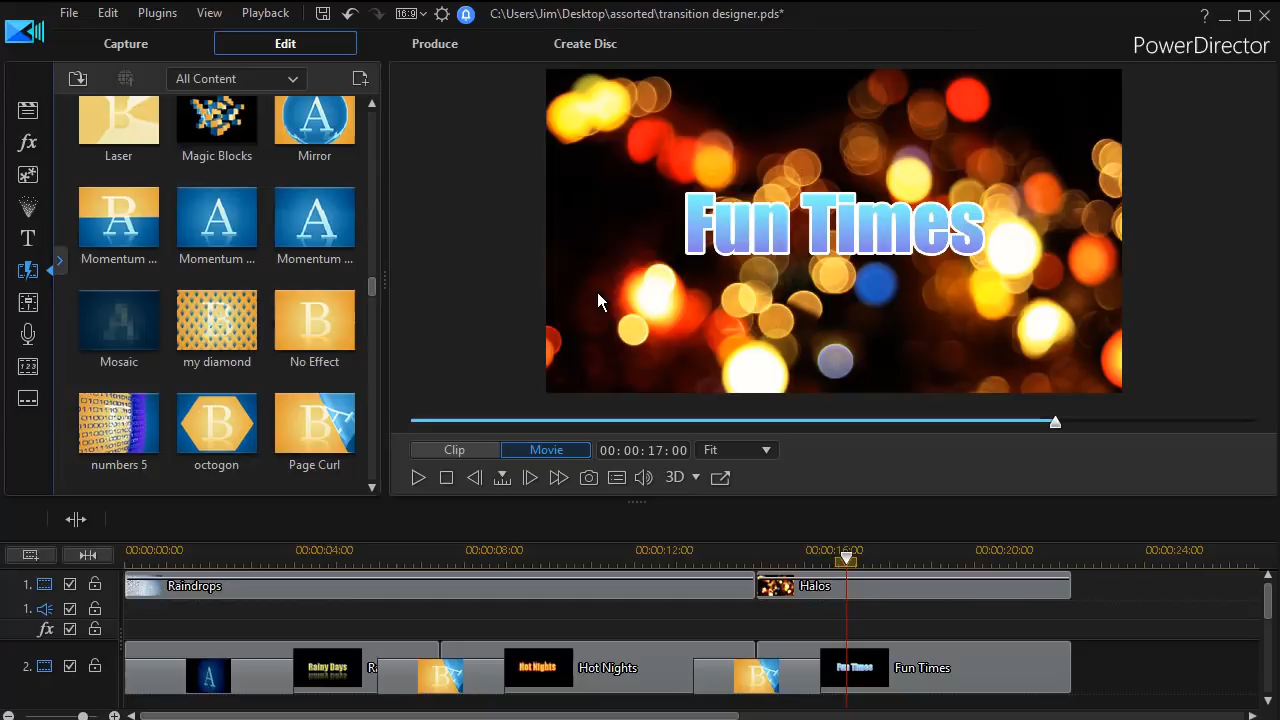 File Edit Plugins View Playback 16:9 C:\Users\Jim\Desktop\assorted\transition designer.pds* ?
Capture Edit Produce Create Disc PowerDirector
All Content
Laser Magic Blocks Mirror
Momentum ... Momentum ... Momentum ...
Mosaic my diamond No Effect
numbers 5 octogon Page Curl
Fun Times
Clip Movie 00:00:17:00 Fit
3D
00:00:00:00 00:00:04:00 00:00:08:00 00:00:12:00 00:00:16:00 00:00:20:00 00:00:24:00
1. Raindrops Halos
1.
fx
2. A Rainy Days R B Hot Nights Hot Nights B Fun Times Fun Times